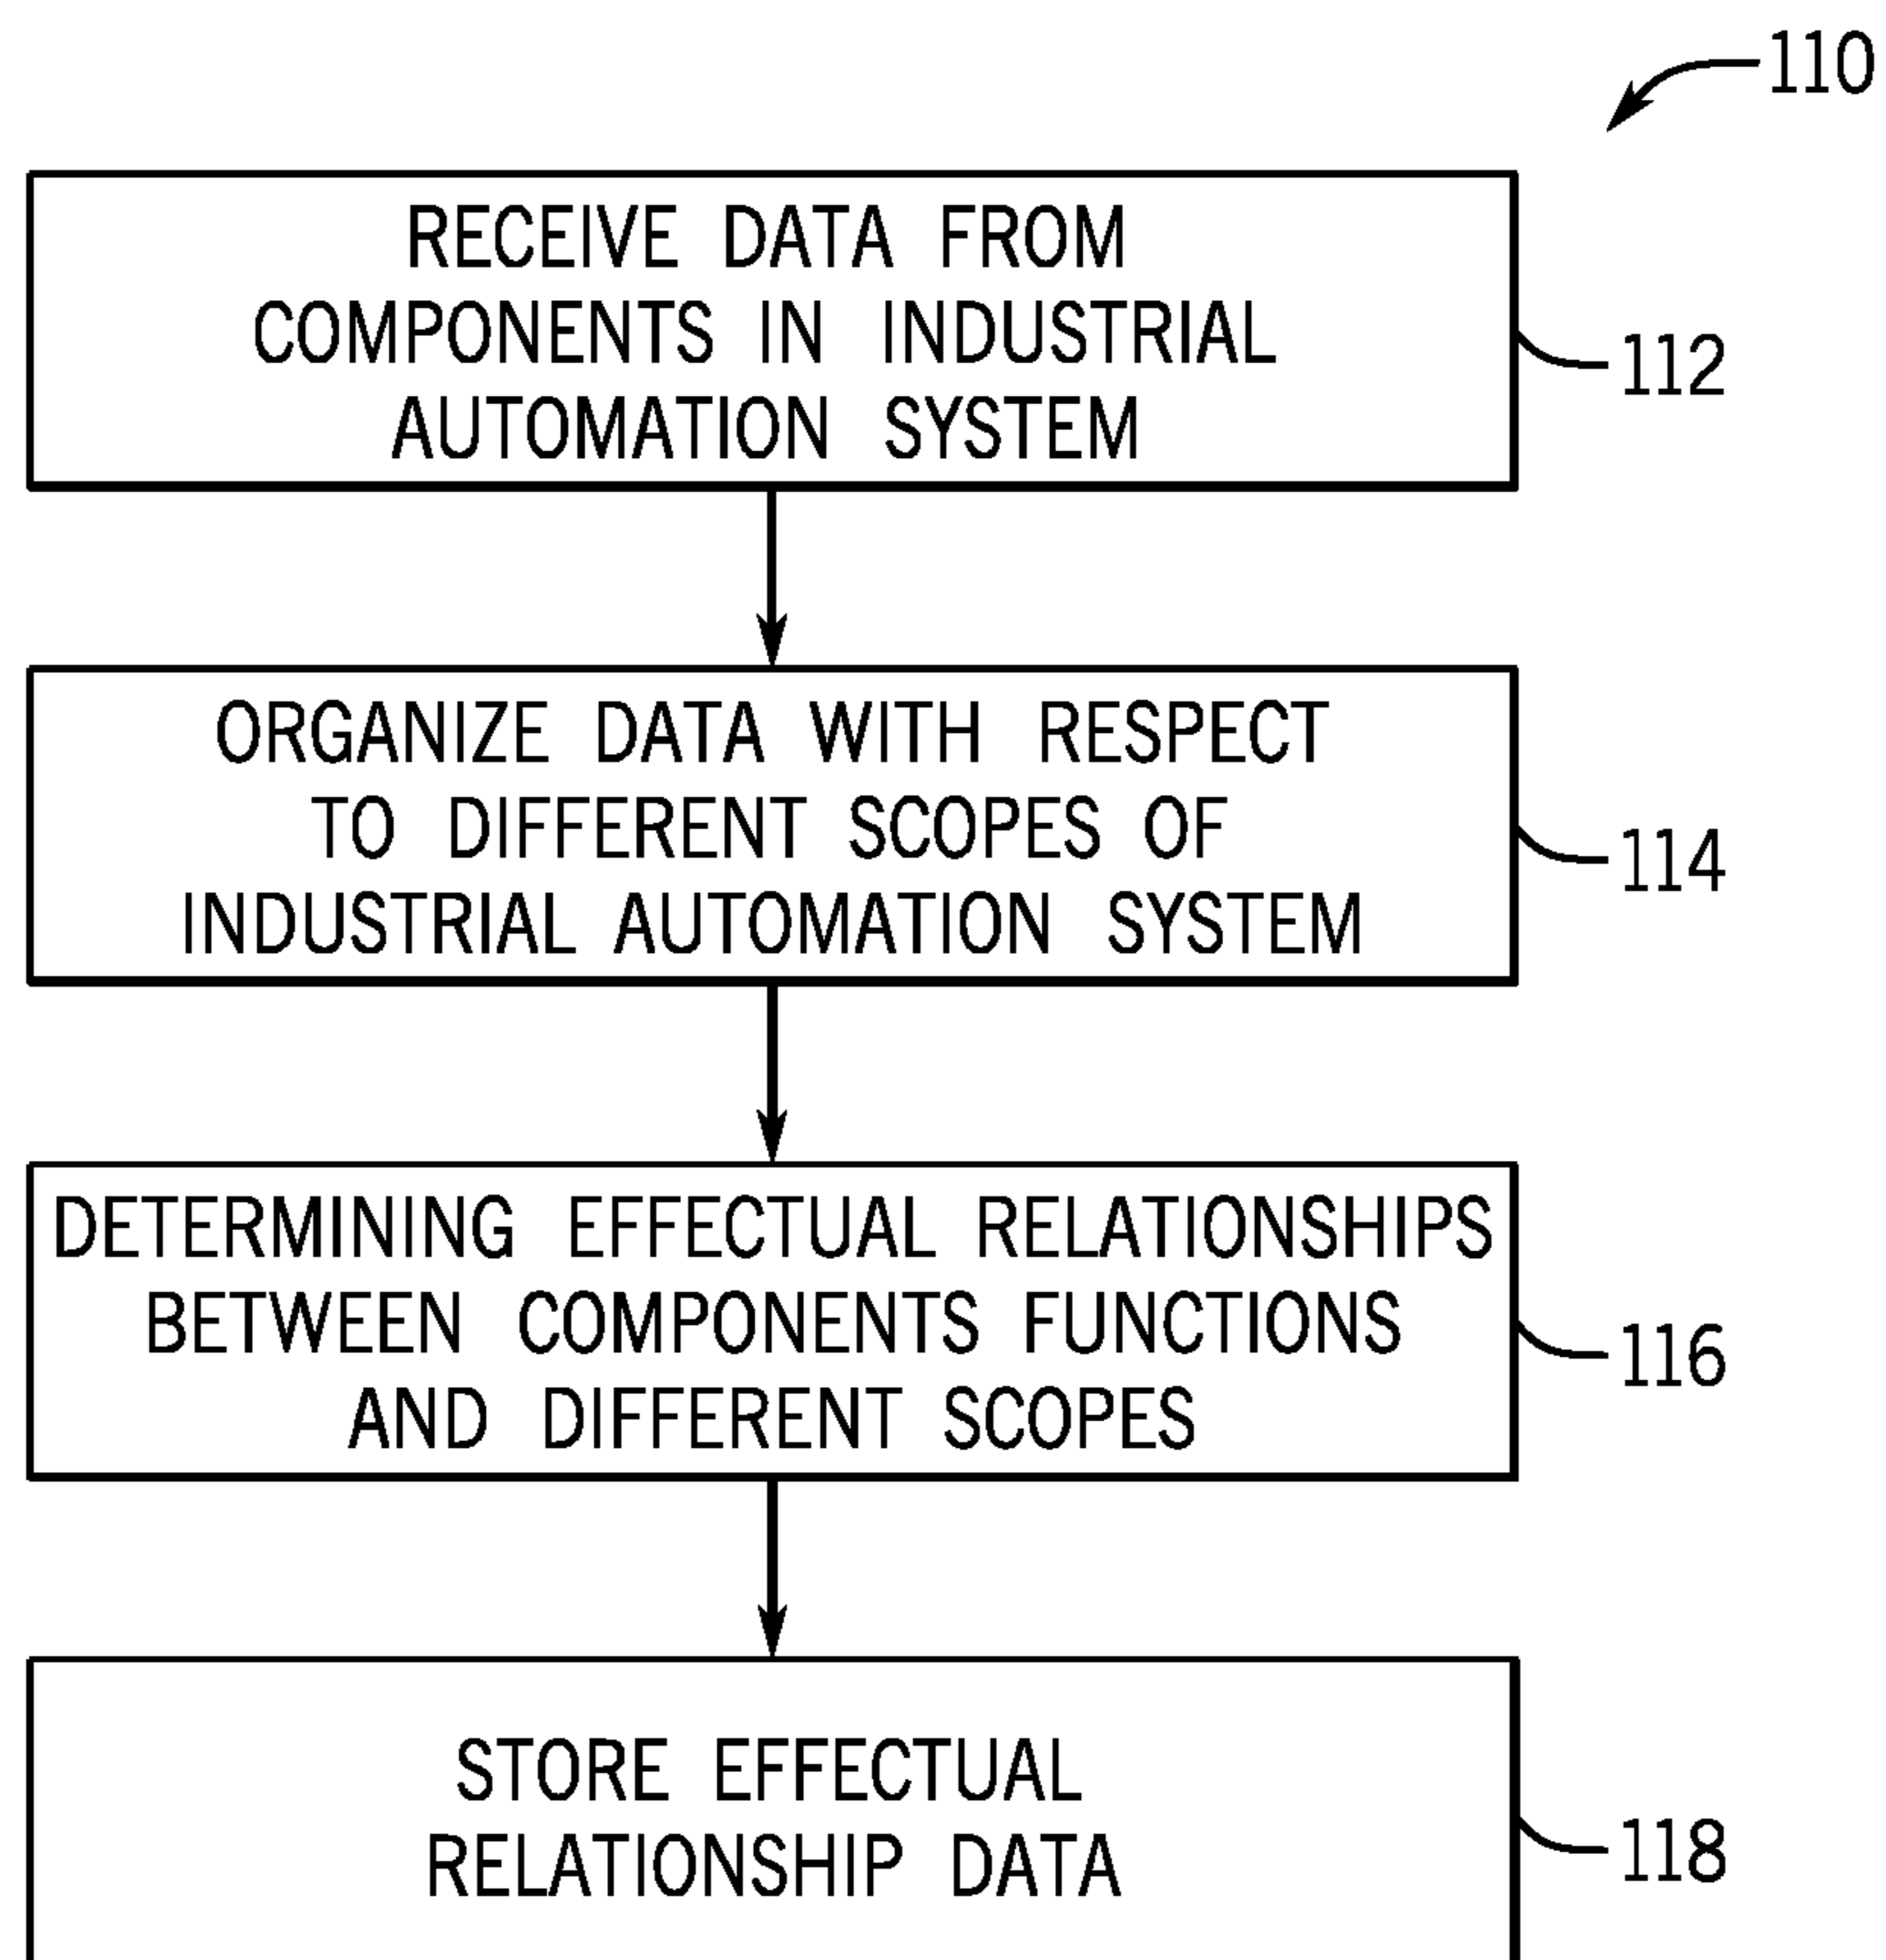 110
RECEIVE DATA FROM
COMPONENTS IN INDUSTRIAL
AUTOMATION SYSTEM
112
ORGANIZE DATA WITH RESPECT
TO DIFFERENT SCOPES OF
INDUSTRIAL AUTOMATION SYSTEM
114
DETERMINING EFFECTUAL RELATIONSHIPS
BETWEEN COMPONENTS FUNCTIONS
AND DIFFERENT SCOPES
116
STORE EFFECTUAL
RELATIONSHIP DATA
118